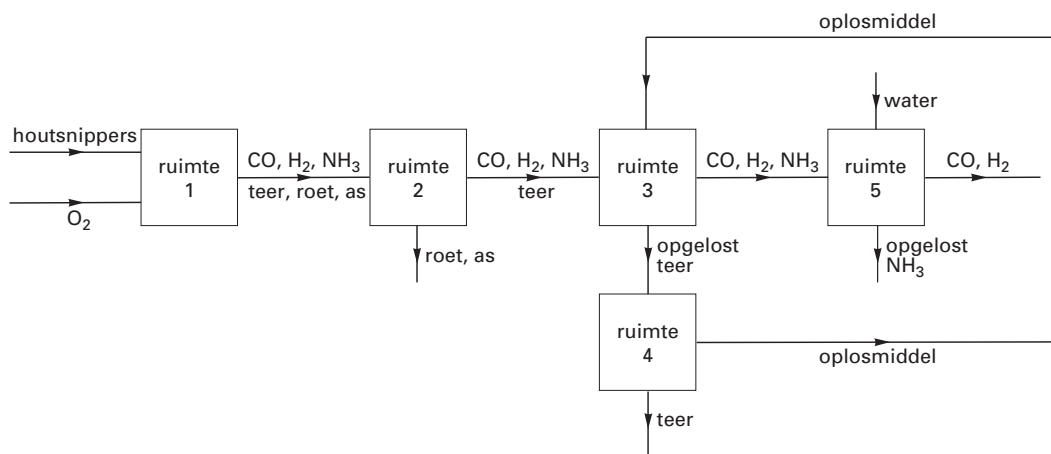 oplosmiddel
water
houtsnippers
O₂
ruimte
1
CO, H₂, NH₃
teer, roet, as
ruimte
2
roet, as
CO, H₂, NH₃
teer
ruimte
3
opgelost
teer
CO, H₂, NH₃
ruimte
5
CO, H₂
opgelost
NH₃
ruimte
4
oplosmiddel
teer